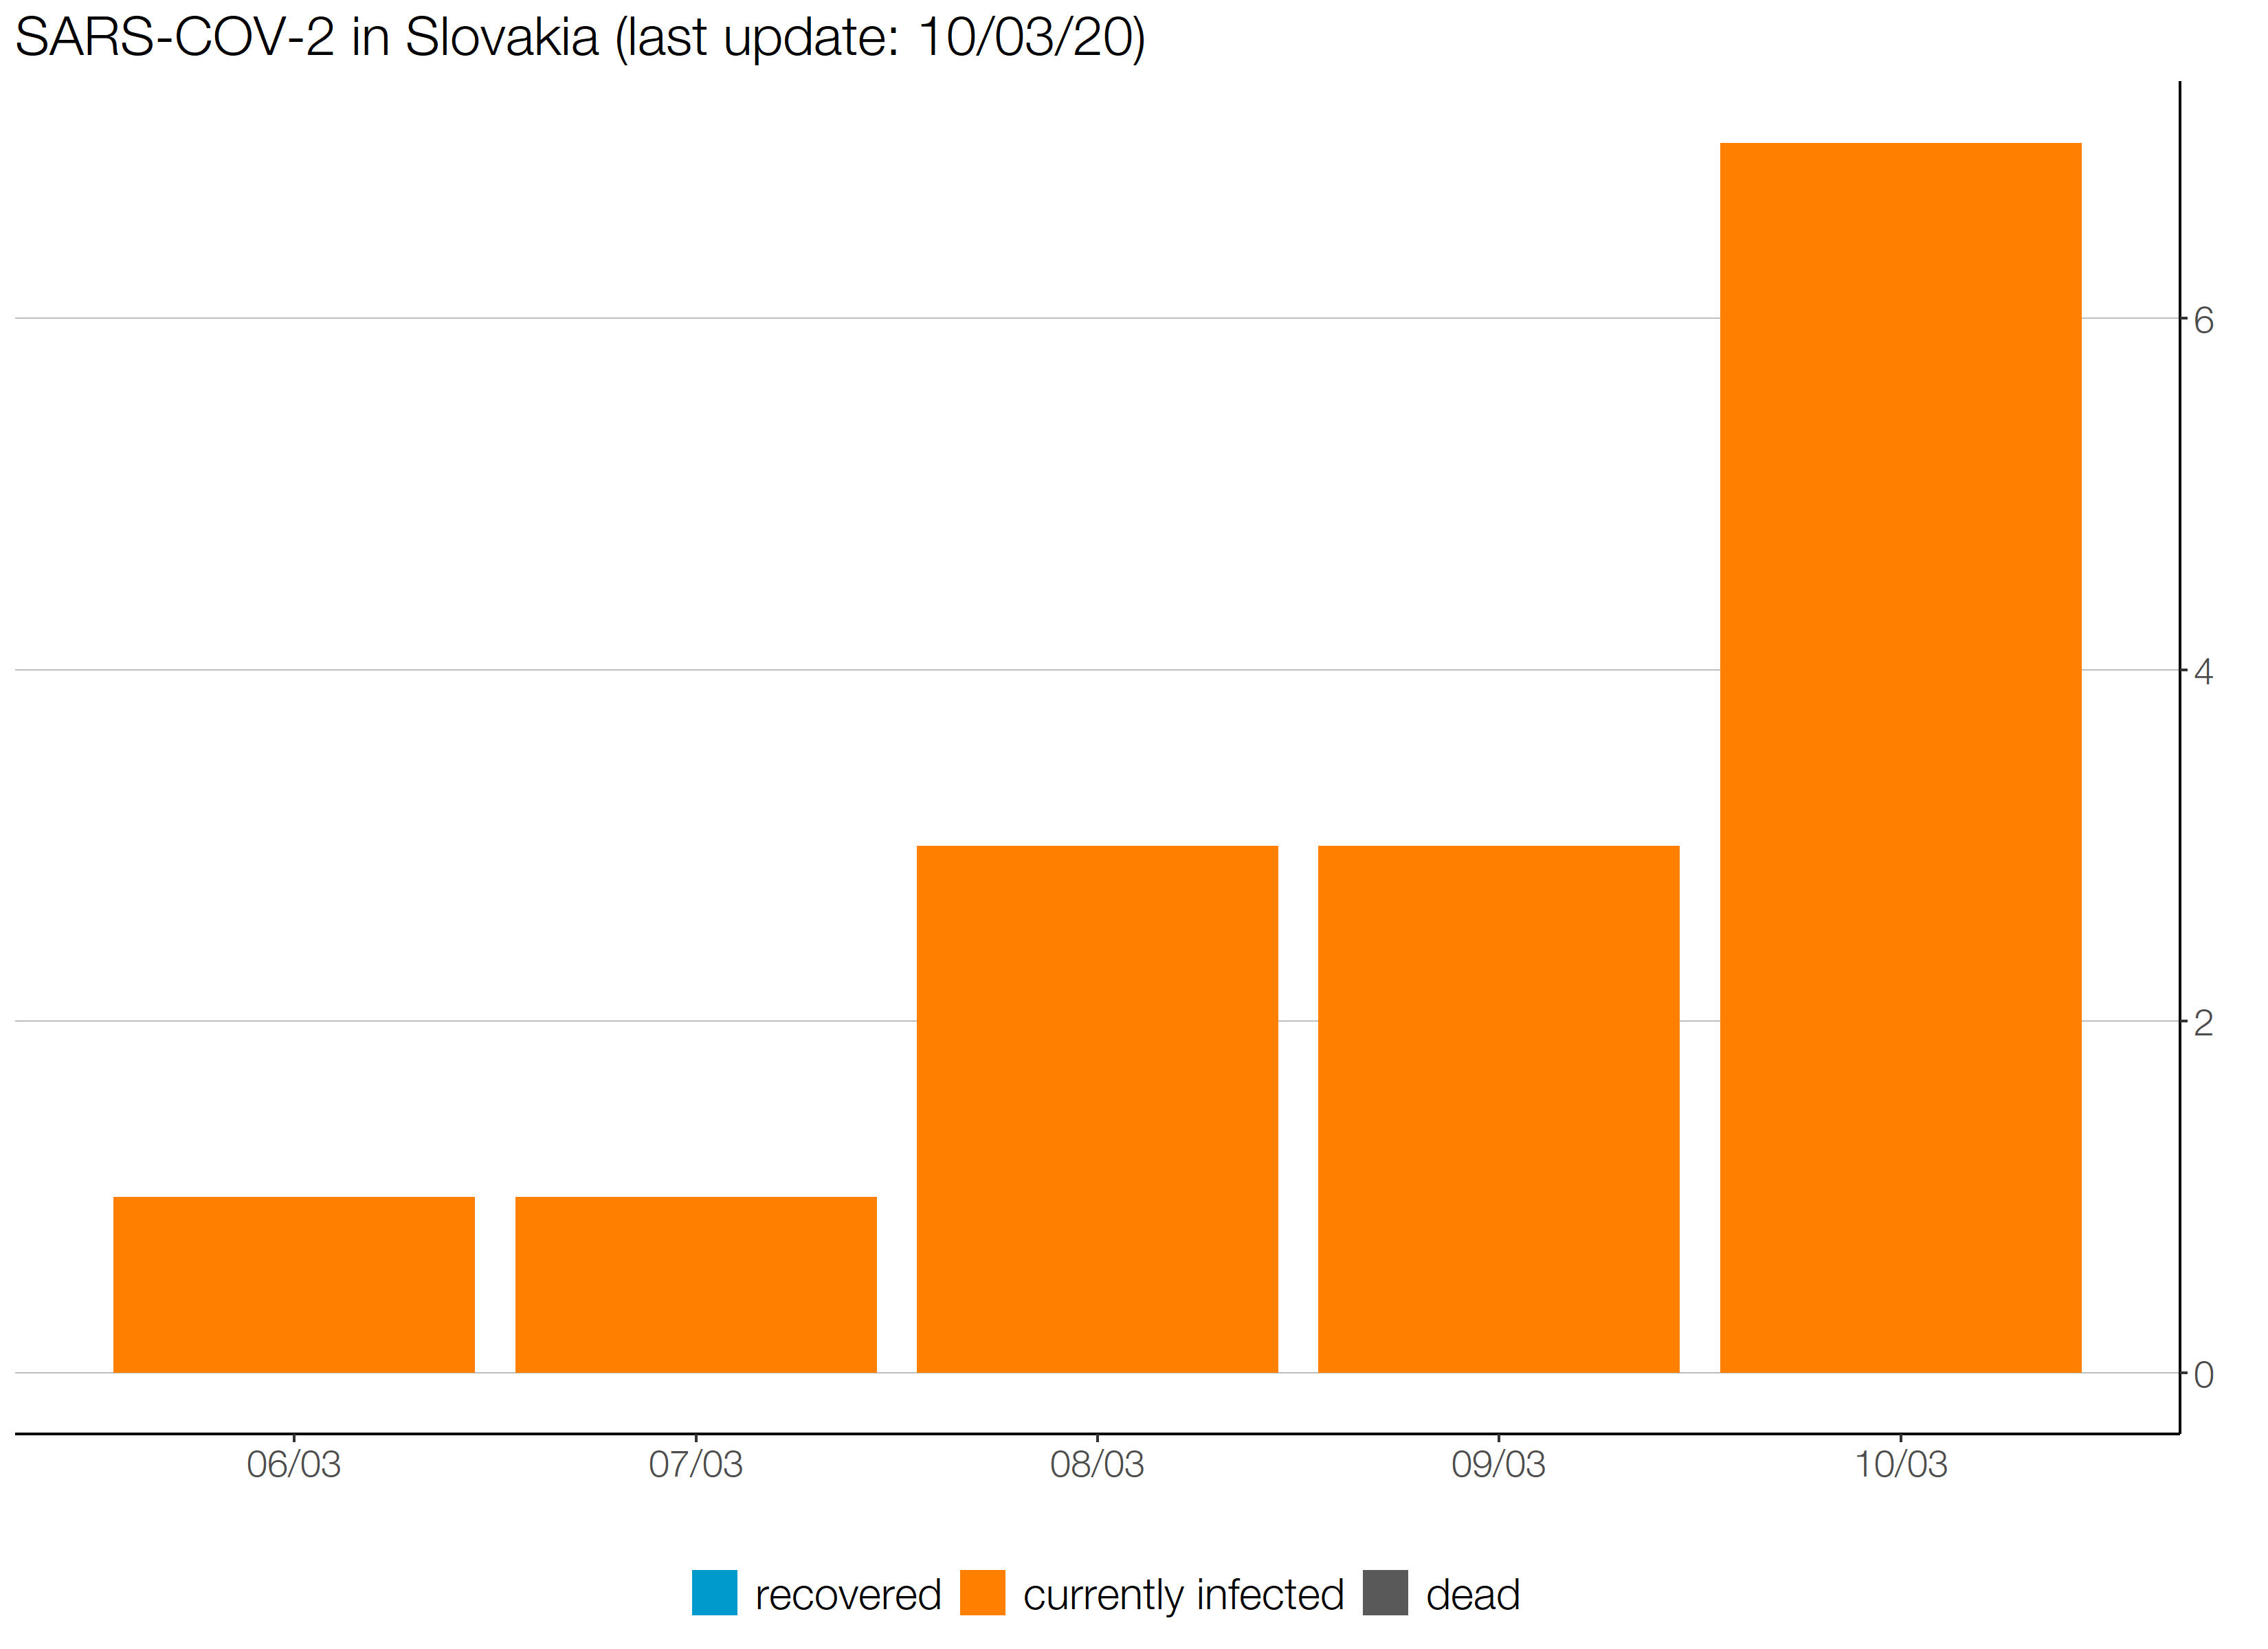 SARS-COV-2 in Slovakia (last update: 10/03/20)
6
4
2
0
06/03 07/03 08/03 09/03 10/03
recovered currently infected dead